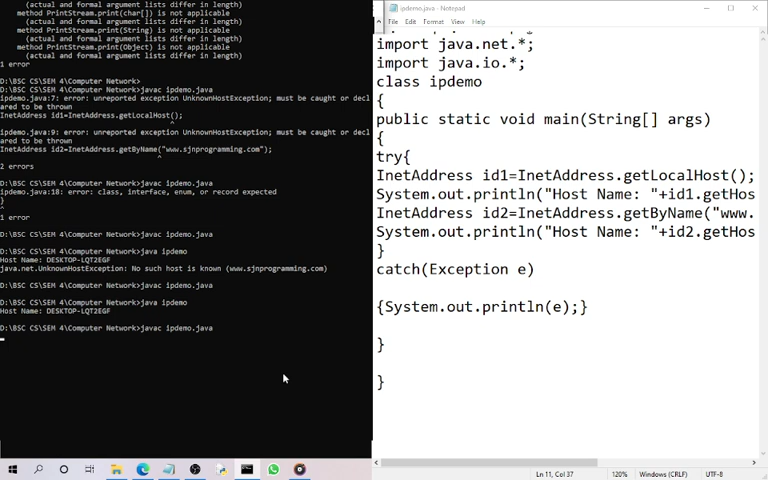 (actual and formal argument lists differ in length)
method PrintStream.print(char[]) is not applicable
(actual and formal argument lists differ in length)
method PrintStream.print(String) is not applicable
(actual and formal argument lists differ in length)
method PrintStream.print(Object) is not applicable
(actual and formal argument lists differ in length)
1 error
D:\BSC CS\SEM 4\Computer Network>
D:\BSC CS\SEM 4\Computer Network>javac ipdemo.java
ipdemo.java:7: error: unreported exception UnknownHostException; must be caught or decl
ared to be thrown
InetAddress id1=InetAddress.getLocalHost();
^
ipdemo.java:9: error: unreported exception UnknownHostException; must be caught or decl
ared to be thrown
InetAddress id2=InetAddress.getByName("www.sjnprogramming.com");
^
2 errors
D:\BSC CS\SEM 4\Computer Network>javac ipdemo.java
ipdemo.java:18: error: class, interface, enum, or record expected
}
^
1 error
D:\BSC CS\SEM 4\Computer Network>javac ipdemo.java
D:\BSC CS\SEM 4\Computer Network>java ipdemo
Host Name: DESKTOP-LQT2EGF
java.net.UnknownHostException: No such host is known (www.sjnprogramming.com)
D:\BSC CS\SEM 4\Computer Network>javac ipdemo.java
D:\BSC CS\SEM 4\Computer Network>java ipdemo
Host Name: DESKTOP-LQT2EGF
D:\BSC CS\SEM 4\Computer Network>javac ipdemo.java
ipdemo.java - Notepad
File Edit Format View Help
import java.net.*;
import java.io.*;
class ipdemo
{
public static void main(String[] args)
{
try{
InetAddress id1=InetAddress.getLocalHost();
System.out.println("Host Name: "+id1.getHos
InetAddress id2=InetAddress.getByName("www.
System.out.println("Host Name: "+id2.getHos
}
catch(Exception e)
{System.out.println(e);}
}
}
Ln 11, Col 37 120% Windows (CRLF) UTF-8